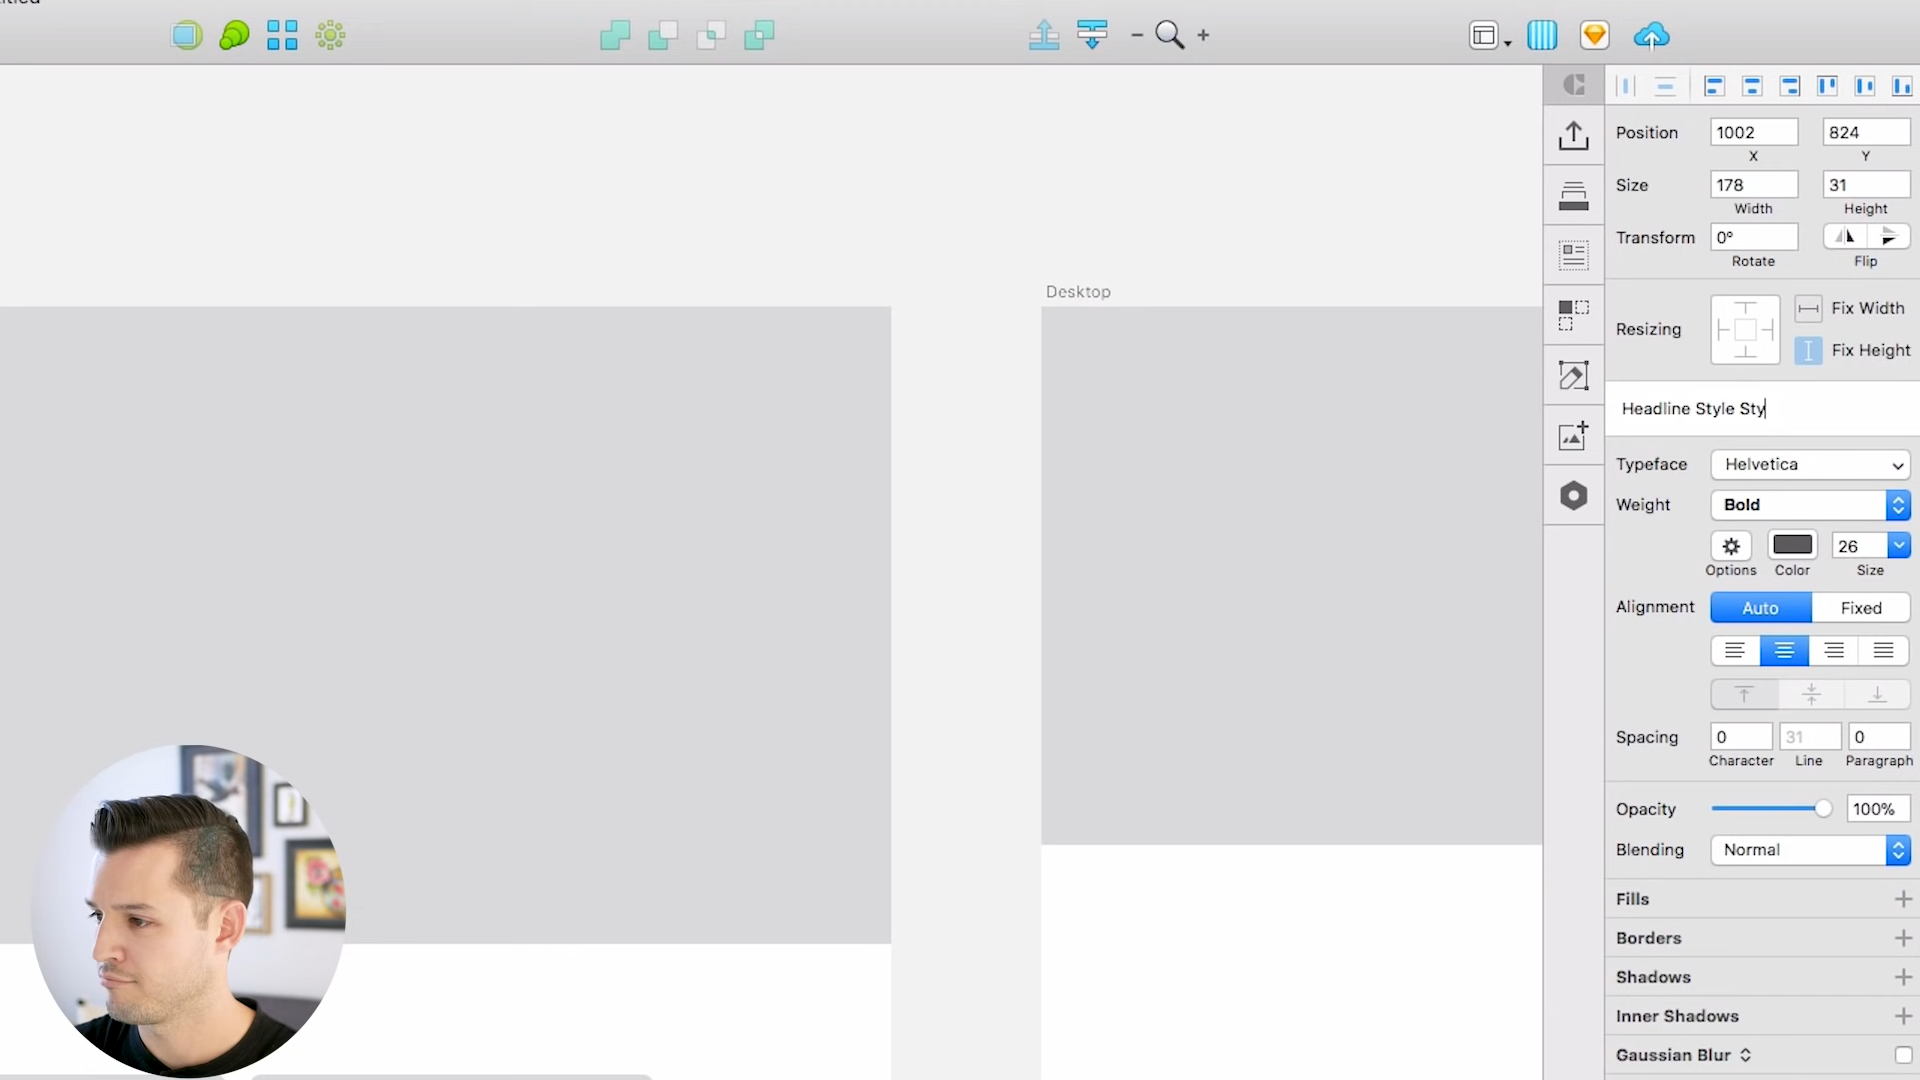 Position 1002 824
X Y
Size 178 31
Width Height
Transform 0°
Rotate Flip
Desktop
Fix Width
Resizing
Fix Height
Headline Style Sty
Typeface Helvetica
Weight Bold
26
Options Color Size
Alignment Auto Fixed
Spacing 0 31 0
Character Line Paragraph
Opacity 100%
Blending Normal
Fills
Borders
Shadows
Inner Shadows
Gaussian Blur